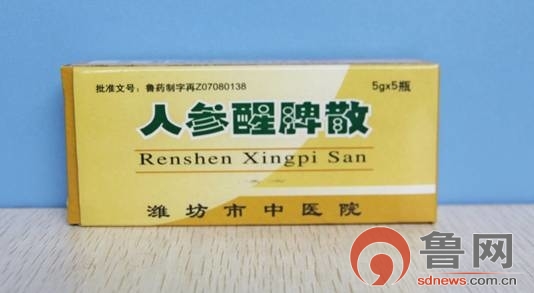 批准文号：鲁药制字再Z07080138
5g×5瓶
人参醒脾散
Renshen Xingpi San
潍坊市中医院
鲁网
sdnews.com.cn